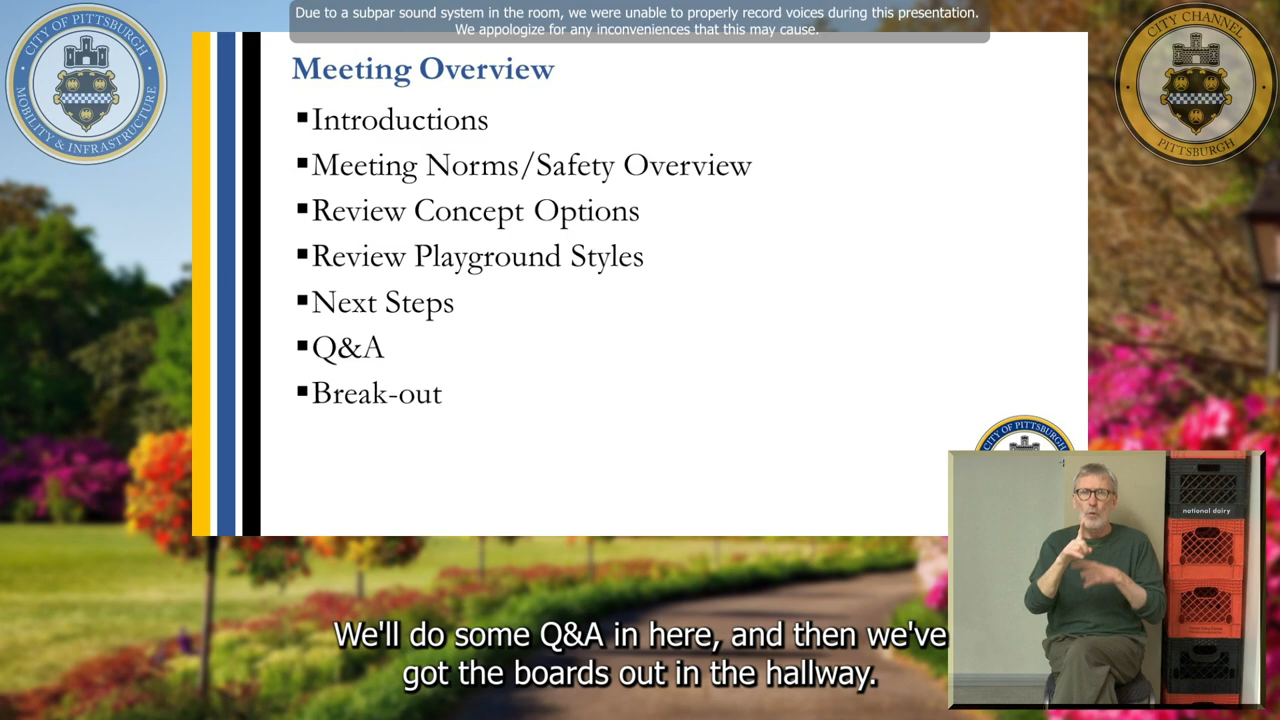 Due to a subpar sound system in the room, we were unable to properly record voices during this presentation.
We appologize for any inconveniences that this may cause.
CITY OF PITTSBURGH
MOBILITY & INFRASTRUCTURE
CITY CHANNEL
PITTSBURGH
Meeting Overview
▪Introductions
▪Meeting Norms/Safety Overview
▪Review Concept Options
▪Review Playground Styles
▪Next Steps
▪Q&A
▪Break-out
CITY OF PITTSBURGH
national dairy
We'll do some Q&A in here, and then we've
got the boards out in the hallway.